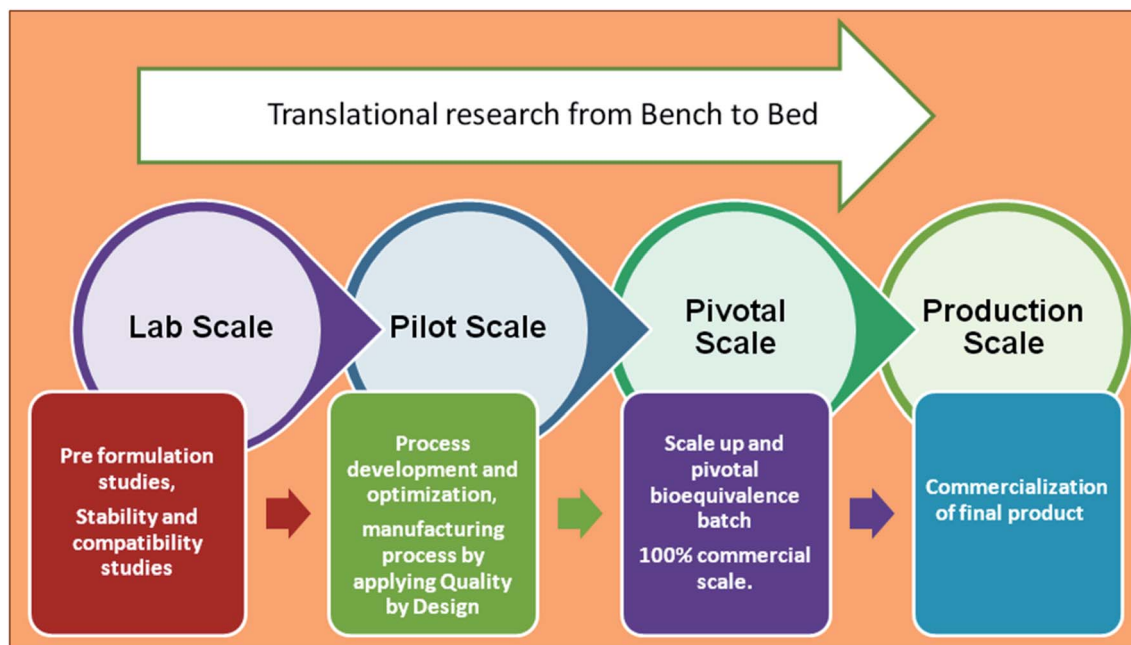 Translational research from Bench to Bed
Lab Scale
Pilot Scale
Pivotal
Scale
Production
Scale
Pre formulation
studies,
Stability and
compatibility
studies
Process
development and
optimization,
manufacturing
process by
applying Quality
by Design
Scale up and
pivotal
bioequivalence
batch
100% commercial
scale.
Commercialization
of final product